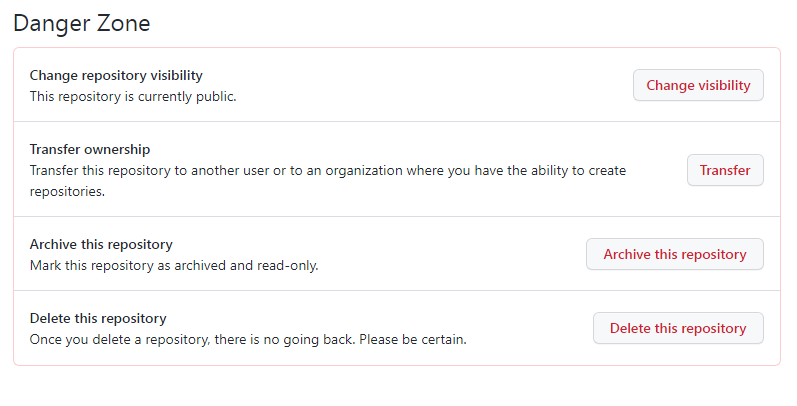 Danger Zone
Change repository visibility
This repository is currently public.
Change visibility
Transfer ownership
Transfer this repository to another user or to an organization where you have the ability to create
repositories.
Transfer
Archive this repository
Mark this repository as archived and read-only.
Archive this repository
Delete this repository
Once you delete a repository, there is no going back. Please be certain.
Delete this repository